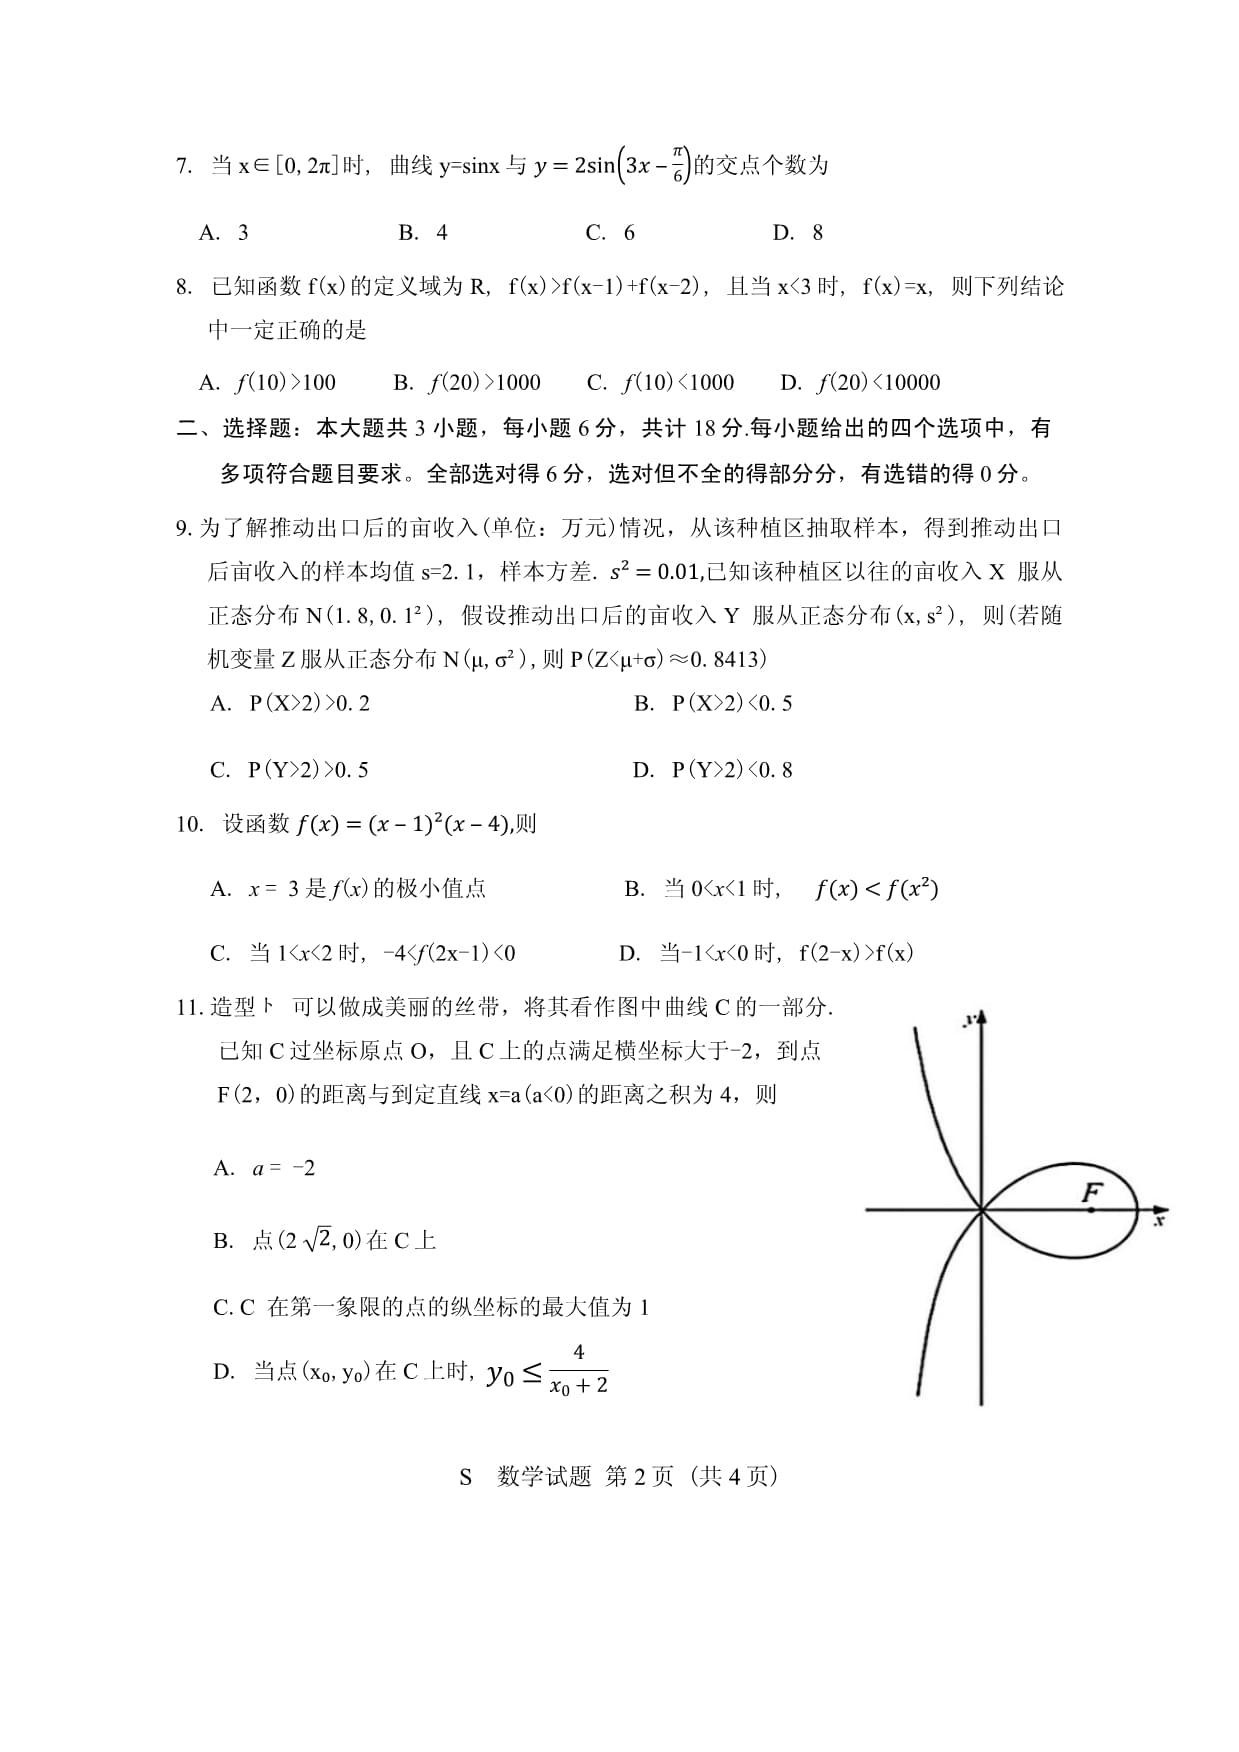 7. 当 x∈[0,2π]时, 曲线 y=sinx 与 y = 2sin(3x − π/6)的交点个数为
A. 3 B. 4 C. 6 D. 8
8. 已知函数 f(x)的定义域为 R, f(x)>f(x-1)+f(x-2), 且当 x<3 时, f(x)=x, 则下列结论
中一定正确的是
A. f(10)>100 B. f(20)>1000 C. f(10)<1000 D. f(20)<10000
二、选择题：本大题共 3 小题，每小题 6 分，共计 18 分.每小题给出的四个选项中，有
多项符合题目要求。全部选对得 6 分，选对但不全的得部分分，有选错的得 0 分。
9. 为了解推动出口后的亩收入(单位：万元)情况，从该种植区抽取样本，得到推动出口
后亩收入的样本均值 s=2.1，样本方差. s² = 0.01,已知该种植区以往的亩收入 X 服从
正态分布 N(1.8,0.1²), 假设推动出口后的亩收入 Y 服从正态分布(x,s²), 则(若随
机变量 Z 服从正态分布 N(μ,σ²),则 P(Z<μ+σ)≈0.8413)
A. P(X>2)>0.2 B. P(X>2)<0.5
C. P(Y>2)>0.5 D. P(Y>2)<0.8
10. 设函数 f(x) = (x − 1)²(x − 4),则
A. x = 3 是 f(x)的极小值点 B. 当 0<x<1 时, f(x) < f(x²)
C. 当 1<x<2 时, -4<f(2x-1)<0 D. 当-1<x<0 时, f(2-x)>f(x)
11. 造型ト 可以做成美丽的丝带，将其看作图中曲线 C 的一部分.
已知 C 过坐标原点 O，且 C 上的点满足横坐标大于-2，到点
F(2，0)的距离与到定直线 x=a(a<0)的距离之积为 4，则
y
F
x
A. a = -2
B. 点(2√2,0)在 C 上
C. C 在第一象限的点的纵坐标的最大值为 1
D. 当点(x₀,y₀)在 C 上时, y₀ ≤ 4/(x₀ + 2)
S 数学试题 第 2 页 (共 4 页)